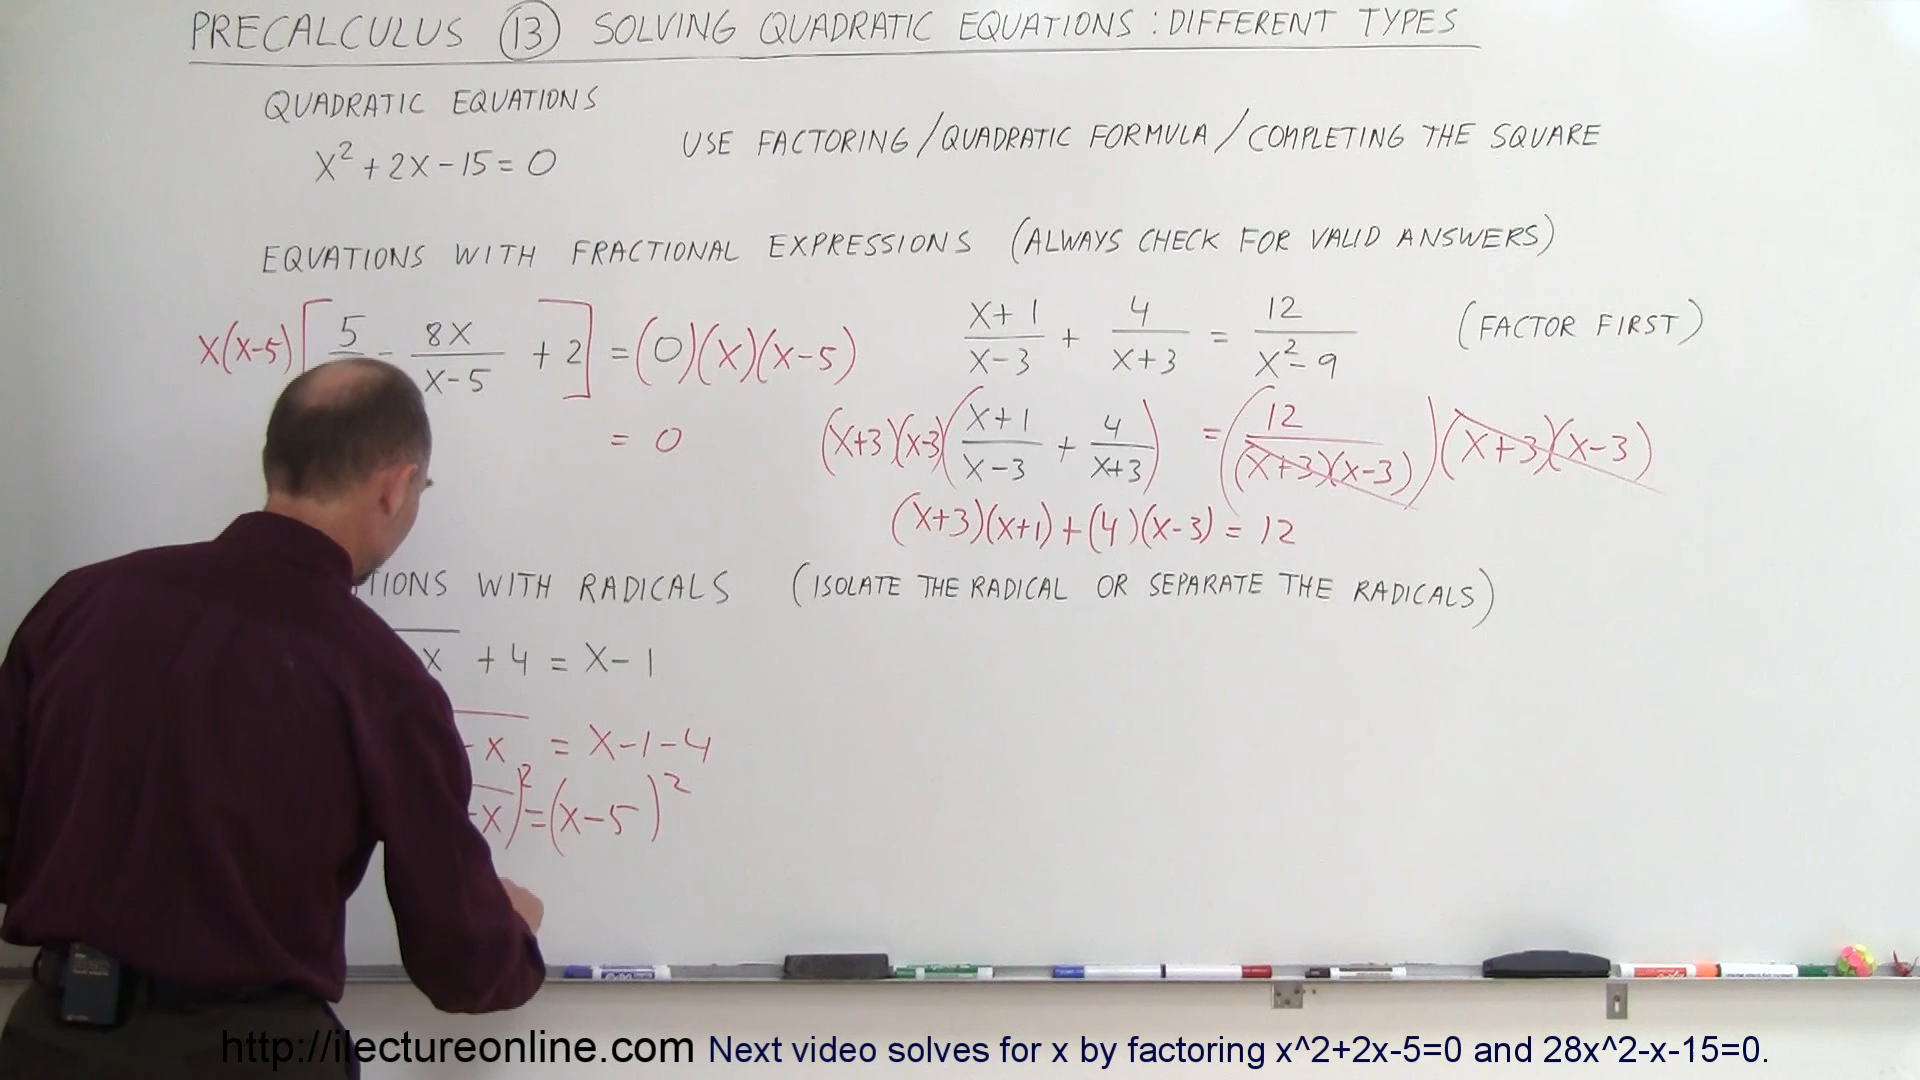 PRECALCULUS 13 SOLVING QUADRATIC EQUATIONS : DIFFERENT TYPES
QUADRATIC EQUATIONS
x² + 2x - 15 = 0
USE FACTORING / QUADRATIC FORMULA / COMPLETING THE SQUARE
EQUATIONS WITH FRACTIONAL EXPRESSIONS (ALWAYS CHECK FOR VALID ANSWERS)
x(x-5) [ 5 - 8x/(x-5) + 2 ] = (0)(x)(x-5)
= 0
(x+1)/(x-3) + 4/(x+3) = 12/(x²-9) (FACTOR FIRST)
(x+3)(x-3) ( (x+1)/(x-3) + 4/(x+3) ) = ( 12/((x+3)(x-3)) ) (x+3)(x-3)
(x+3)(x+1) + (4)(x-3) = 12
TIONS WITH RADICALS (ISOLATE THE RADICAL OR SEPARATE THE RADICALS)
x + 4 = x - 1
- x = x - 1 - 4
x)² = (x - 5)²
http://ilectureonline.com Next video solves for x by factoring x^2+2x-5=0 and 28x^2-x-15=0.